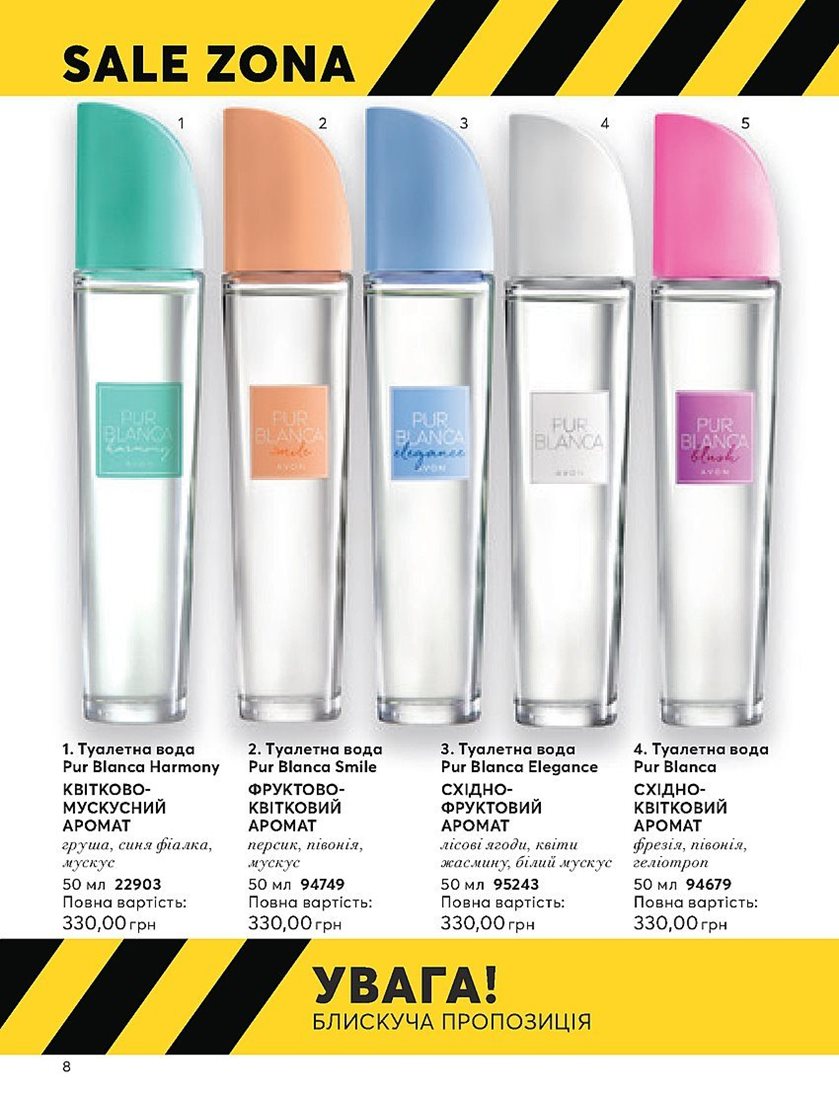 SALE ZONA
1
2
3
4
5
PUR
BLANCA
harmony
PUR
BLANCA
smile
AVON
PUR
BLANCA
elegance
AVON
PUR
BLANCA
AVON
PUR
BLANCA
blush
AVON
1. Туалетна вода
Pur Blanca Harmony
КВІТКОВО-
МУСКУСНИЙ
АРОМАТ
груша, синя фіалка,
мускус
50 мл 22903
Повна вартість:
330,00 грн
2. Туалетна вода
Pur Blanca Smile
ФРУКТОВО-
КВІТКОВИЙ
АРОМАТ
персик, півонія,
мускус
50 мл 94749
Повна вартість:
330,00 грн
3. Туалетна вода
Pur Blanca Elegance
СХІДНО-
ФРУКТОВИЙ
АРОМАТ
лісові ягоди, квіти
жасмину, білий мускус
50 мл 95243
Повна вартість:
330,00 грн
4. Туалетна вода
Pur Blanca
СХІДНО-
КВІТКОВИЙ
АРОМАТ
фрезія, півонія,
геліотроп
50 мл 94679
Повна вартість:
330,00 грн
УВАГА!
БЛИСКУЧА ПРОПОЗИЦІЯ
8